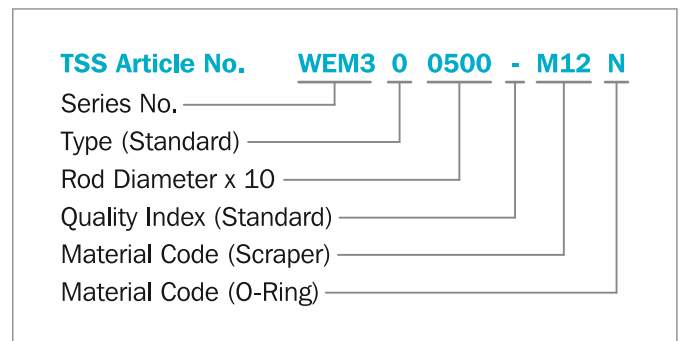 TSS Article No. WEM3 0 0500 - M12 N
Series No.
Type (Standard)
Rod Diameter x 10
Quality Index (Standard)
Material Code (Scraper)
Material Code (O-Ring)